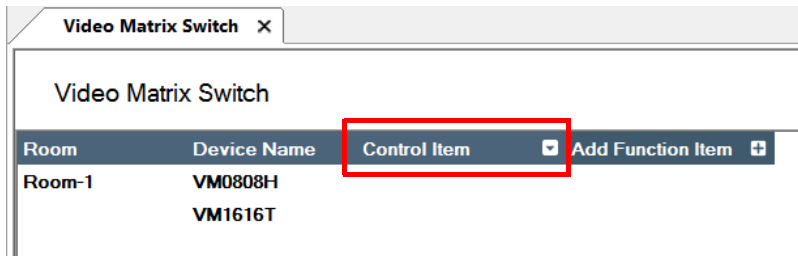 Video Matrix Switch
Video Matrix Switch
Room Device Name Control Item Add Function Item
Room-1 VM0808H
VM1616T